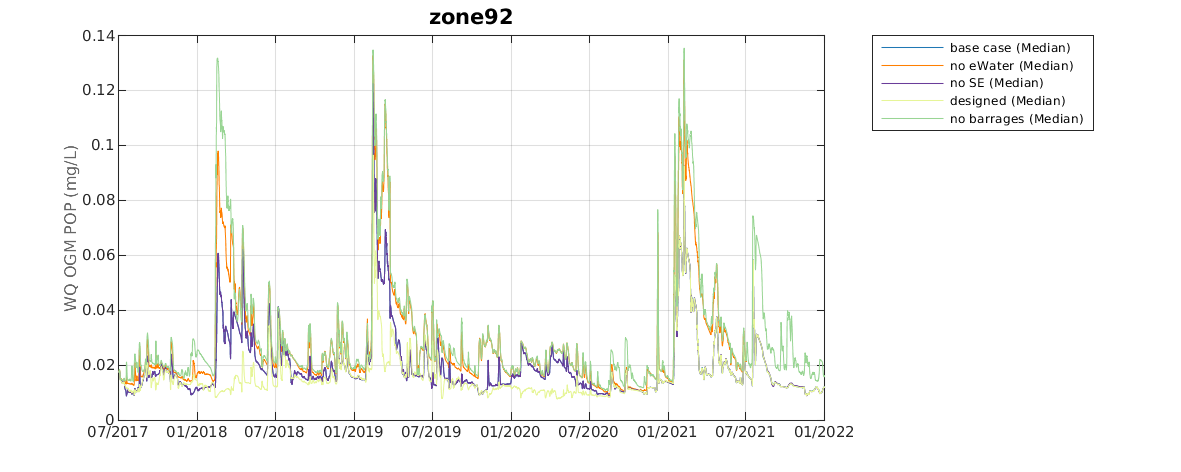 zone92
WQ OGM POP (mg/L)
0.14
0.12
0.1
0.08
0.06
0.04
0.02
0
07/2017 01/2018 07/2018 01/2019 07/2019 01/2020 07/2020 01/2021 07/2021 01/2022
base case (Median)
no eWater (Median)
no SE (Median)
designed (Median)
no barrages (Median)